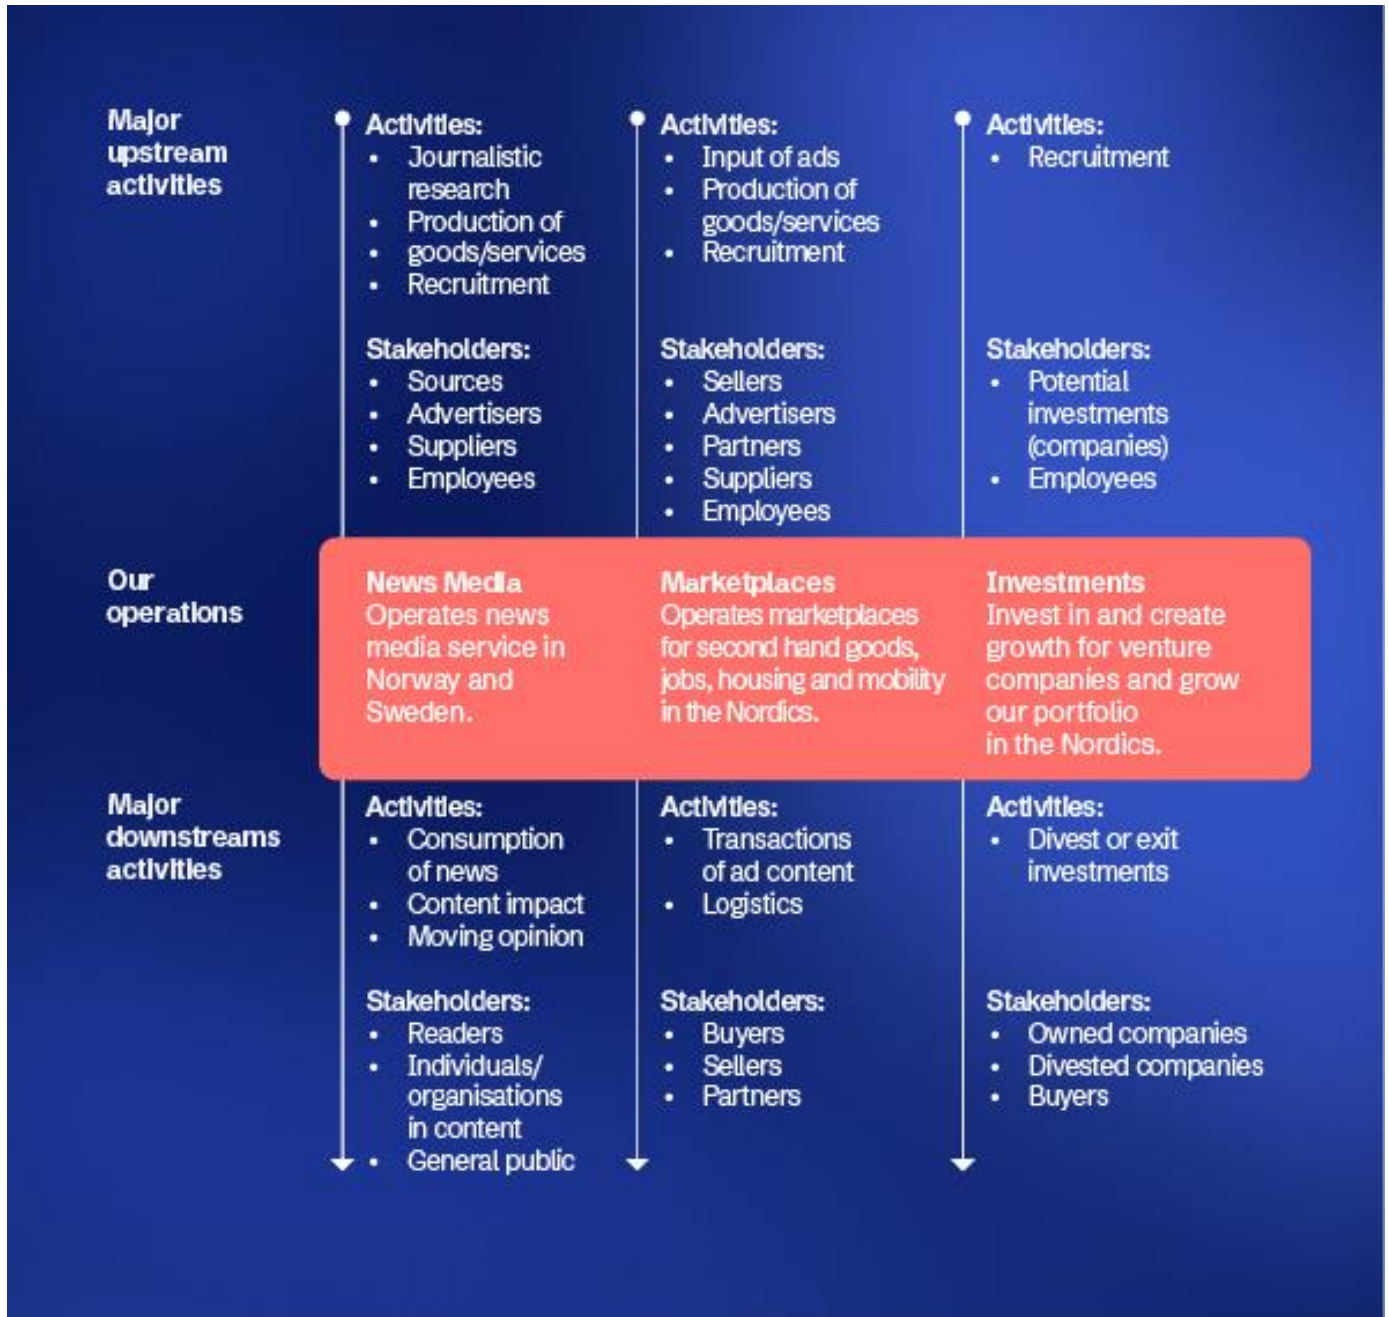 Major
upstream
activities
Activities:
• Journalistic
research
• Production of
• goods/services
• Recruitment
Stakeholders:
• Sources
• Advertisers
• Suppliers
• Employees
Activities:
• Input of ads
• Production of
goods/services
• Recruitment
Stakeholders:
• Sellers
• Advertisers
• Partners
• Suppliers
• Employees
Activities:
• Recruitment
Stakeholders:
• Potential
investments
(companies)
• Employees
Our
operations
News Media
Operates news
media service in
Norway and
Sweden.
Marketplaces
Operates marketplaces
for second hand goods,
jobs, housing and mobility
in the Nordics.
Investments
Invest in and create
growth for venture
companies and grow
our portfolio
in the Nordics.
Major
downstreams
activities
Activities:
• Consumption
of news
• Content impact
• Moving opinion
Stakeholders:
• Readers
• Individuals/
organisations
in content
• General public
Activities:
• Transactions
of ad content
• Logistics
Stakeholders:
• Buyers
• Sellers
• Partners
Activities:
• Divest or exit
investments
Stakeholders:
• Owned companies
• Divested companies
• Buyers